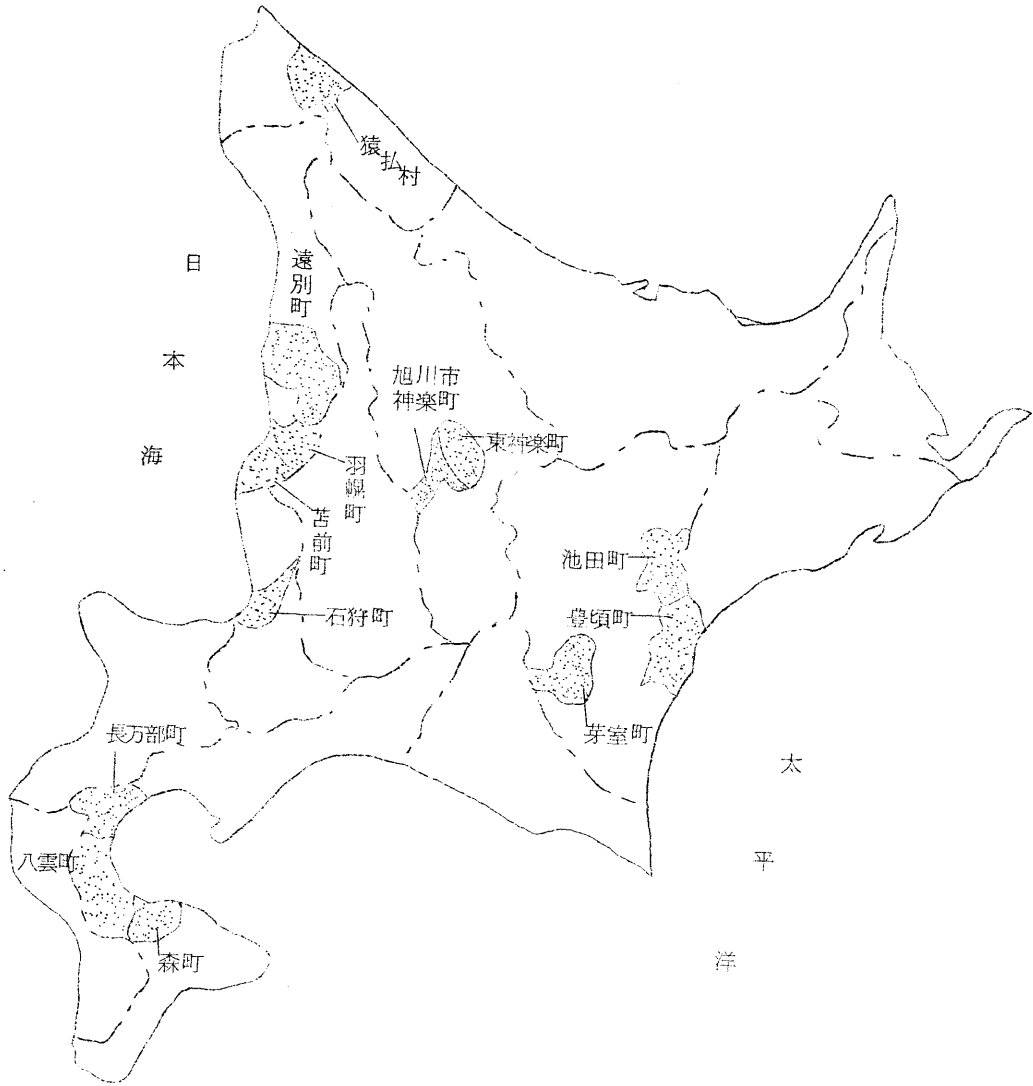 猿払村
遠別町
日本海
旭川市
神楽町
東神楽町
羽幌町
苫前町
池田町
石狩町
豊頃町
芽室町
長万部町
太平洋
八雲町
森町